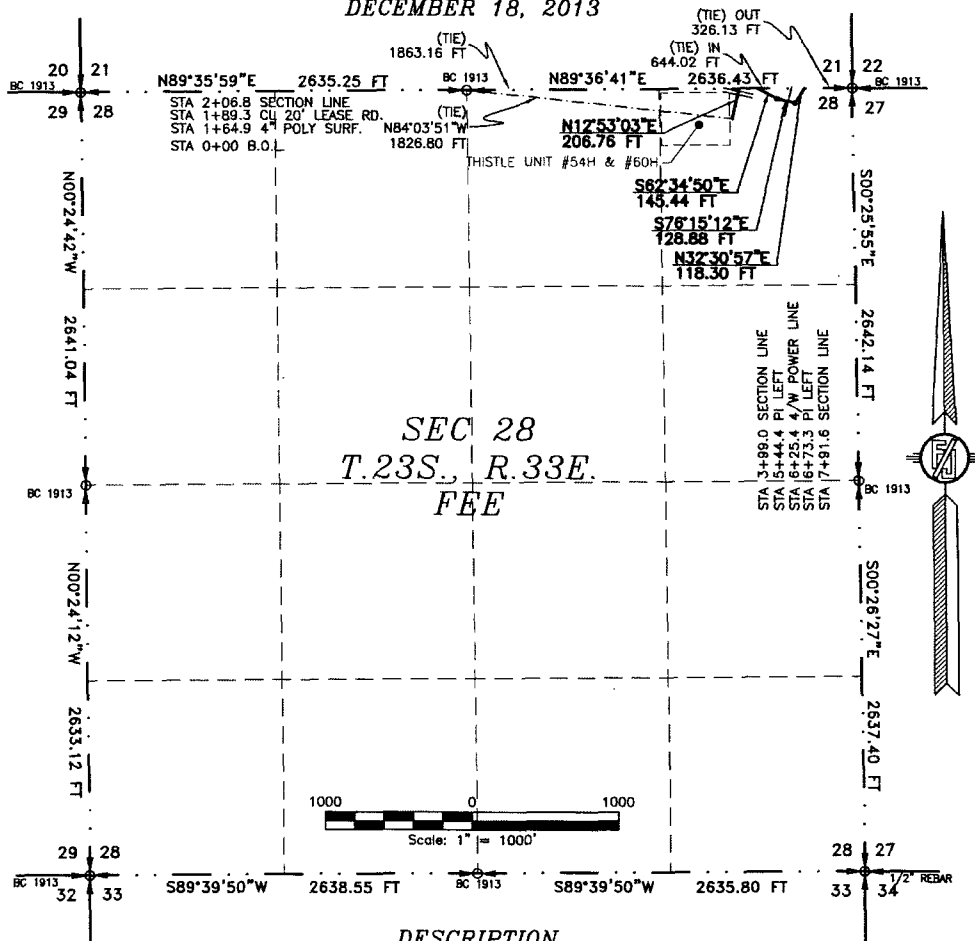 DECEMBER 18, 2013
(TIE) OUT
326.13 FT
(TIE)
1863.16 FT
(TIE) IN
644.02 FT
20 21
29 28
BC 1913
N89°35'59"E 2635.25 FT
BC 1913
N89°36'41"E 2636.43 FT
21 22
28 27
BC 1913
STA 2+06.8 SECTION LINE
STA 1+89.3 CL 20' LEASE RD.
STA 1+64.9 4" POLY SURF.
STA 0+00 B.O.L
(TIE)
N84°03'51"W
1826.80 FT
N12°53'03"E
206.76 FT
THISTLE UNIT #54H & #60H
S62°34'50"E
145.44 FT
S76°15'12"E
128.88 FT
N32°30'57"E
118.30 FT
N00°24'42"W 2641.04 FT
S00°25'55"E 2642.14 FT
STA 3+99.0 SECTION LINE
STA 5+44.4 PI LEFT
STA 6+25.4 4/W POWER LINE
STA 6+73.3 PI LEFT
STA 7+91.6 SECTION LINE
SEC 28
T.23S., R.33E.
FEE
BC 1913
BC 1913
N00°24'12"W 2633.12 FT
S00°26'27"E 2637.40 FT
1000 0 1000
Scale: 1" = 1000'
29 28
32 33
BC 1913
S89°39'50"W 2638.55 FT
BC 1913
S89°39'50"W 2635.80 FT
28 27
33 34
1/2" REBAR
DESCRIPTION